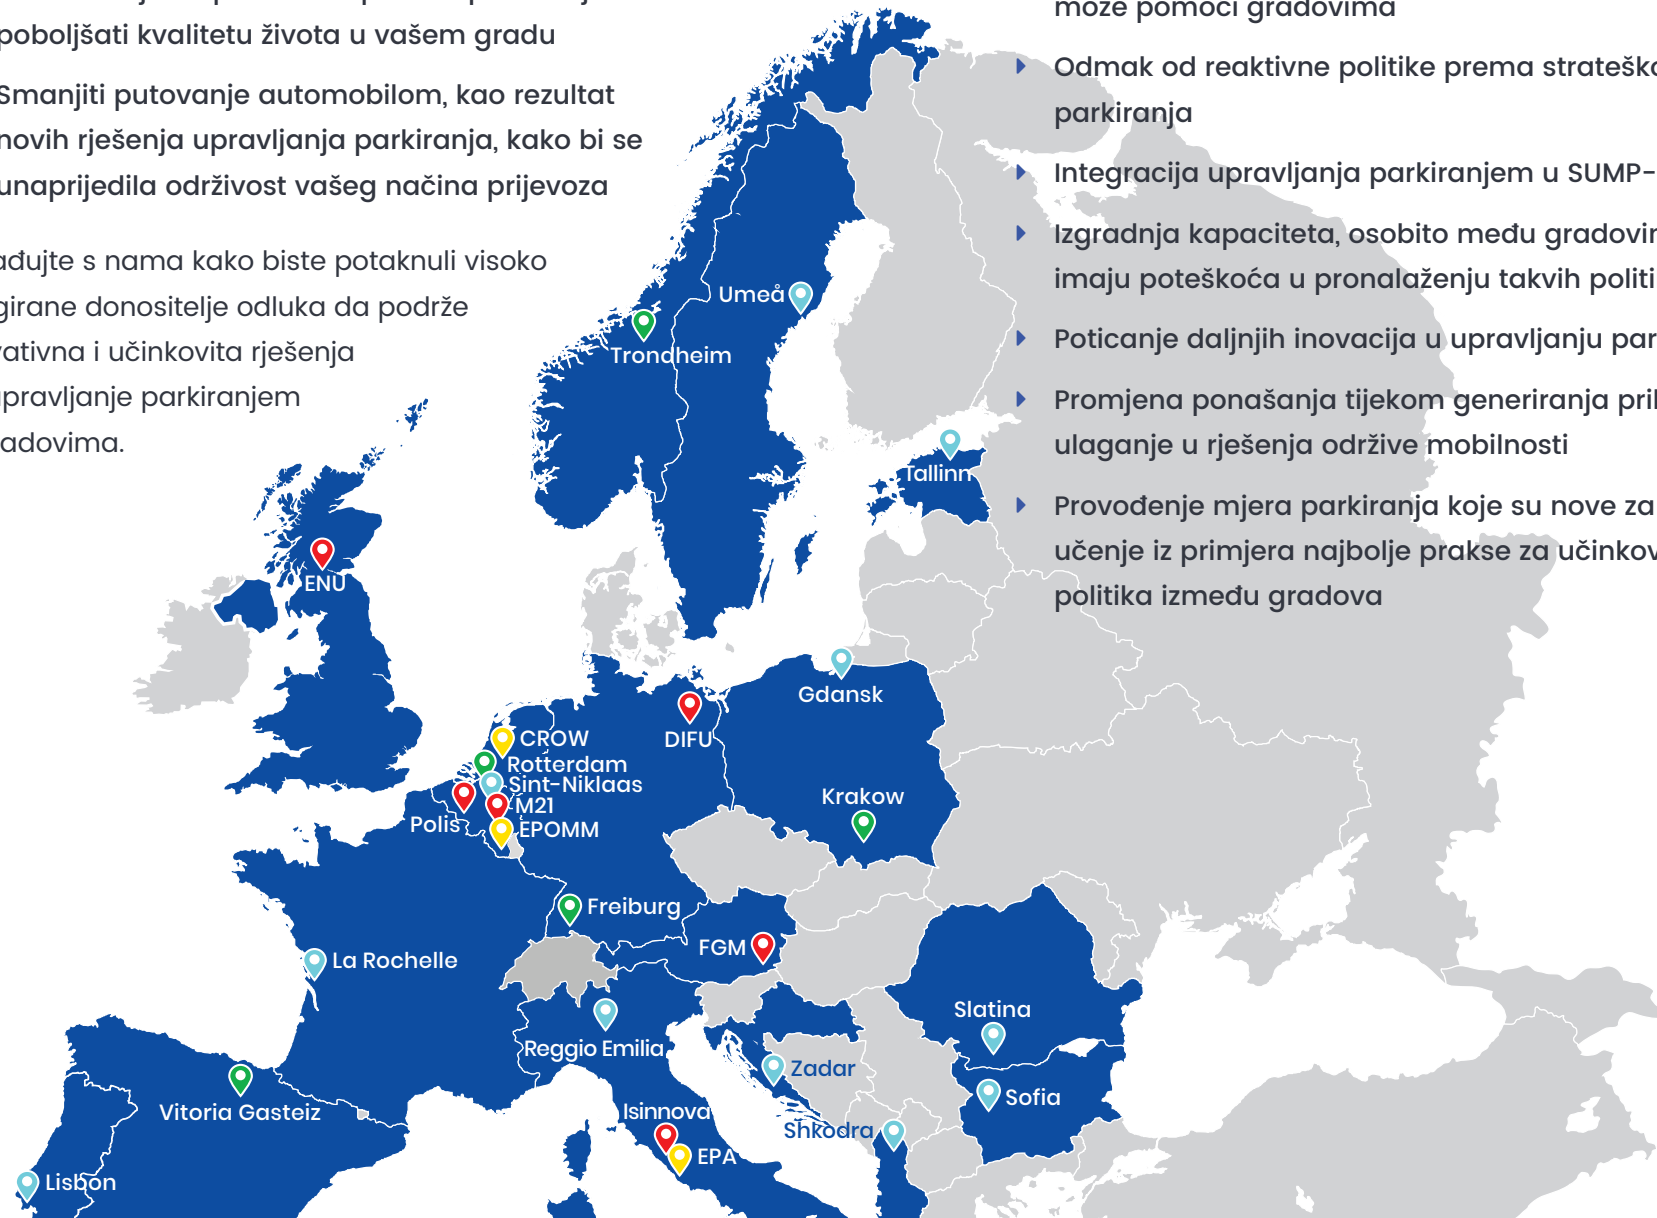 poboljšati kvalitetu života u vašem gradu
Smanjiti putovanje automobilom, kao rezultat
novih rješenja upravljanja parkiranja, kako bi se
unaprijedila održivost vašeg načina prijevoza
ađujte s nama kako biste potaknuli visoko
girane donositelje odluka da podrže
vativna i učinkovita rješenja
upravljanje parkiranjem
adovima.
može pomoći gradovima
Odmak od reaktivne politike prema stratešk
parkiranja
Integracija upravljanja parkiranjem u SUMP-
Izgradnja kapaciteta, osobito među gradovi
imaju poteškoća u pronalaženju takvih politi
Poticanje daljnjih inovacija u upravljanju par
Promjena ponašanja tijekom generiranja pri
ulaganje u rješenja održive mobilnosti
Provođenje mjera parkiranja koje su nove za
učenje iz primjera najbolje prakse za učinkov
politika između gradova
Umeå
Trondheim
Tallinn
ENU
Gdansk
CROW
DIFU
Rotterdam
Sint-Niklaas
M21
Krakow
Polis
EPOMM
Freiburg
FGM
La Rochelle
Slatina
Reggio Emilia
Zadar
Sofia
Vitoria Gasteiz
Isinnova
Shkodra
EPA
Lisbon